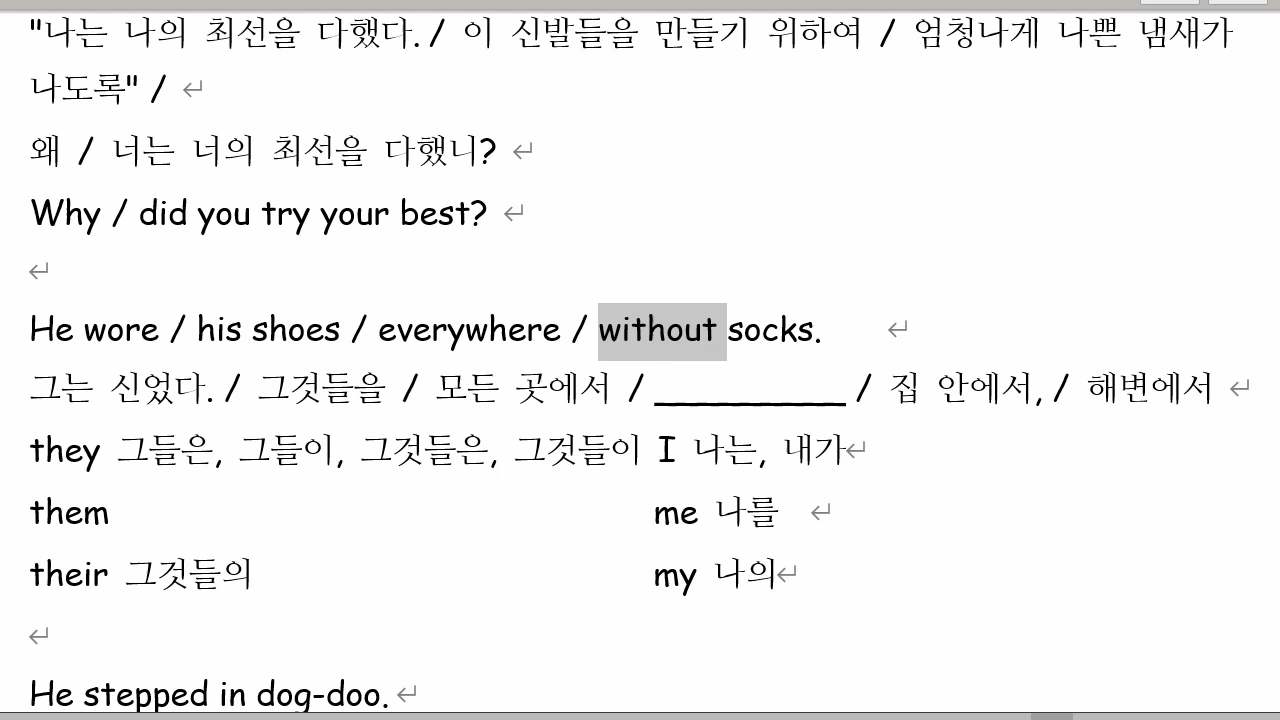 "나는 나의 최선을 다했다. / 이 신발들을 만들기 위하여 / 엄청나게 나쁜 냄새가
나도록" /
왜 / 너는 너의 최선을 다했니?
Why / did you try your best?
He wore / his shoes / everywhere / without socks.
그는 신었다. / 그것들을 / 모든 곳에서 / _________ / 집 안에서, / 해변에서
they 그들은, 그들이, 그것들은, 그것들이 I 나는, 내가
them me 나를
their 그것들의 my 나의
He stepped in dog-doo.